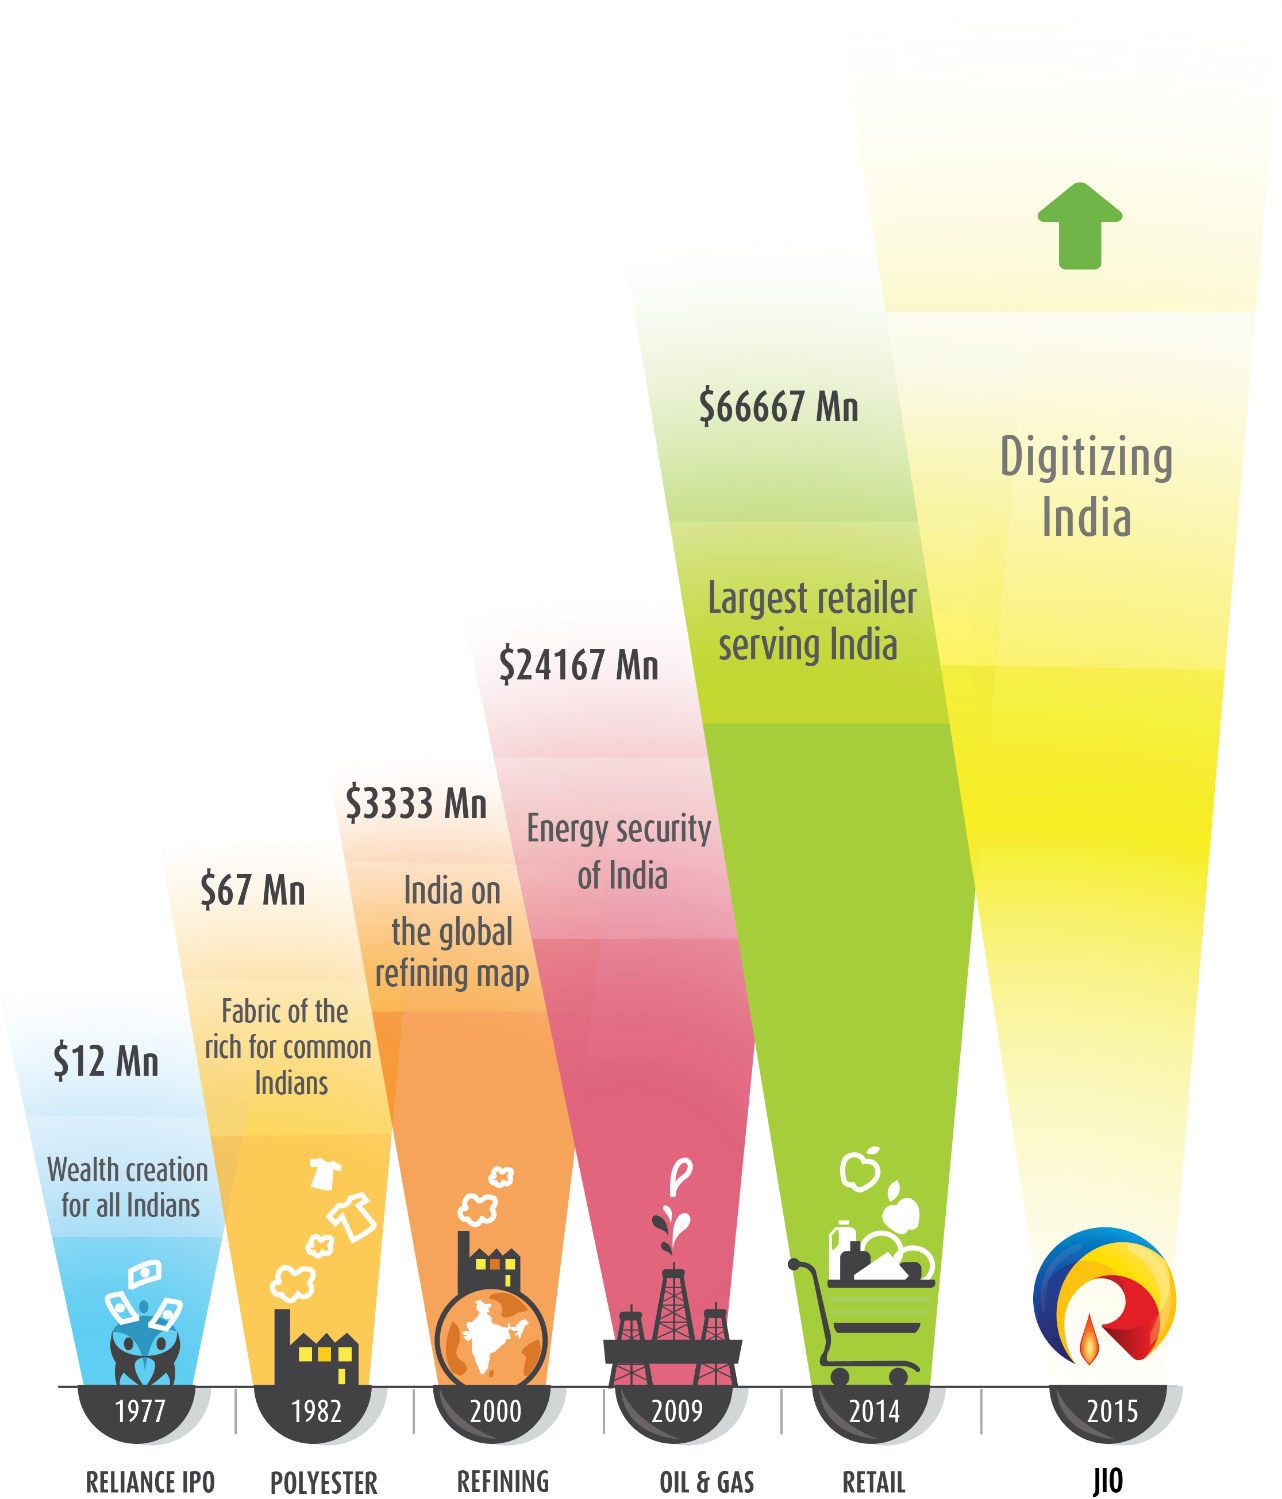 $12 Mn
Wealth creation
for all Indians
$67 Mn
Fabric of the
rich for common
Indians
$3333 Mn
India on
the global
refining map
$24167 Mn
Energy security
of India
$66667 Mn
Largest retailer
serving India
Digitizing
India
1977
1982
2000
2009
2014
2015
RELIANCE IPO
POLYESTER
REFINING
OIL & GAS
RETAIL
JIO